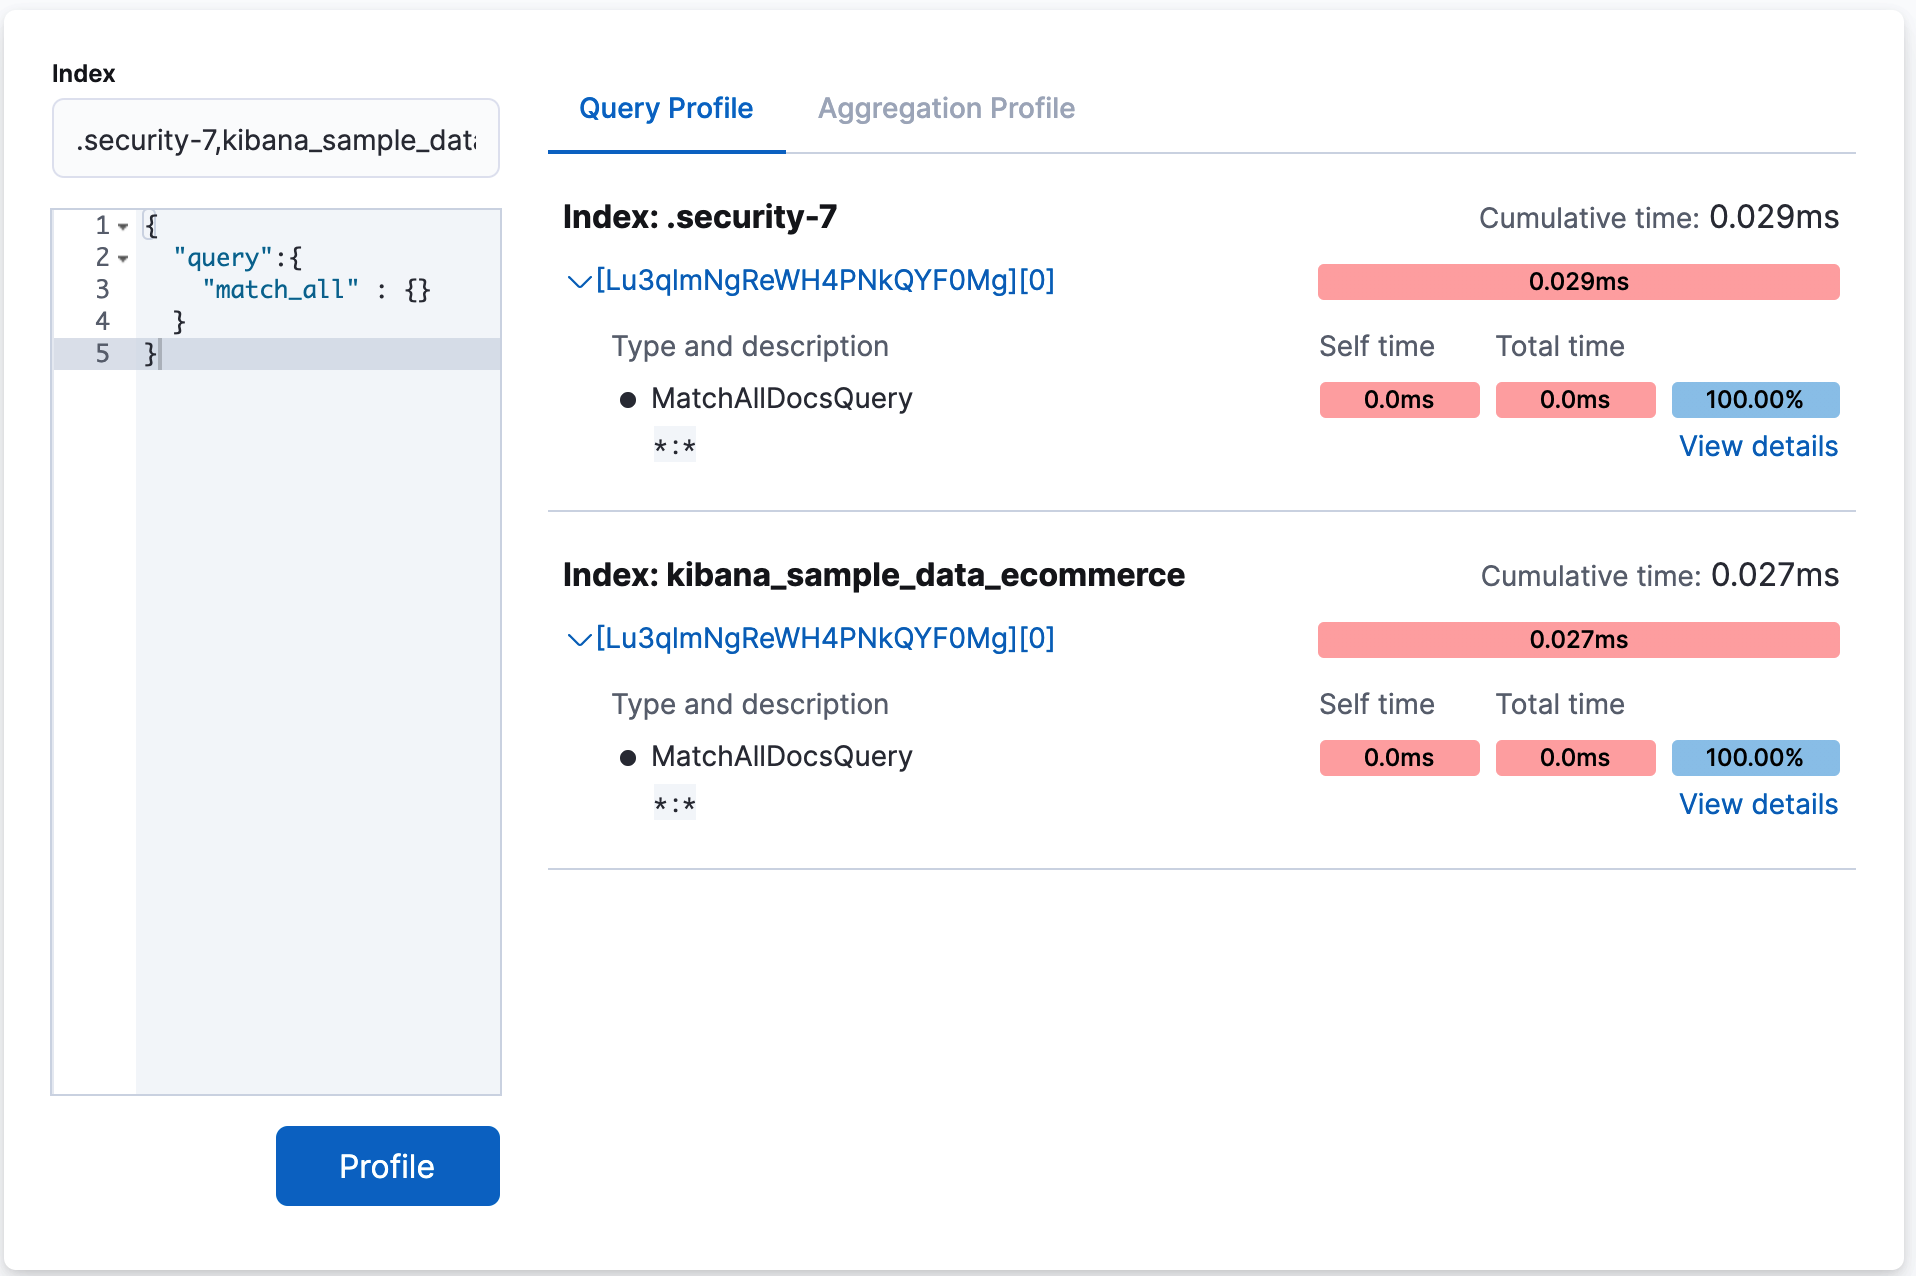 Index
.security-7,kibana_sample_dat
1 {
2 "query":{
3 "match_all" : {}
4 }
5 }
Profile
Query Profile Aggregation Profile
Index: .security-7 Cumulative time: 0.029ms
[Lu3qlmNgReWH4PNkQYF0Mg][0] 0.029ms
Type and description Self time Total time
MatchAllDocsQuery 0.0ms 0.0ms 100.00%
*:* View details
Index: kibana_sample_data_ecommerce Cumulative time: 0.027ms
[Lu3qlmNgReWH4PNkQYF0Mg][0] 0.027ms
Type and description Self time Total time
MatchAllDocsQuery 0.0ms 0.0ms 100.00%
*:* View details